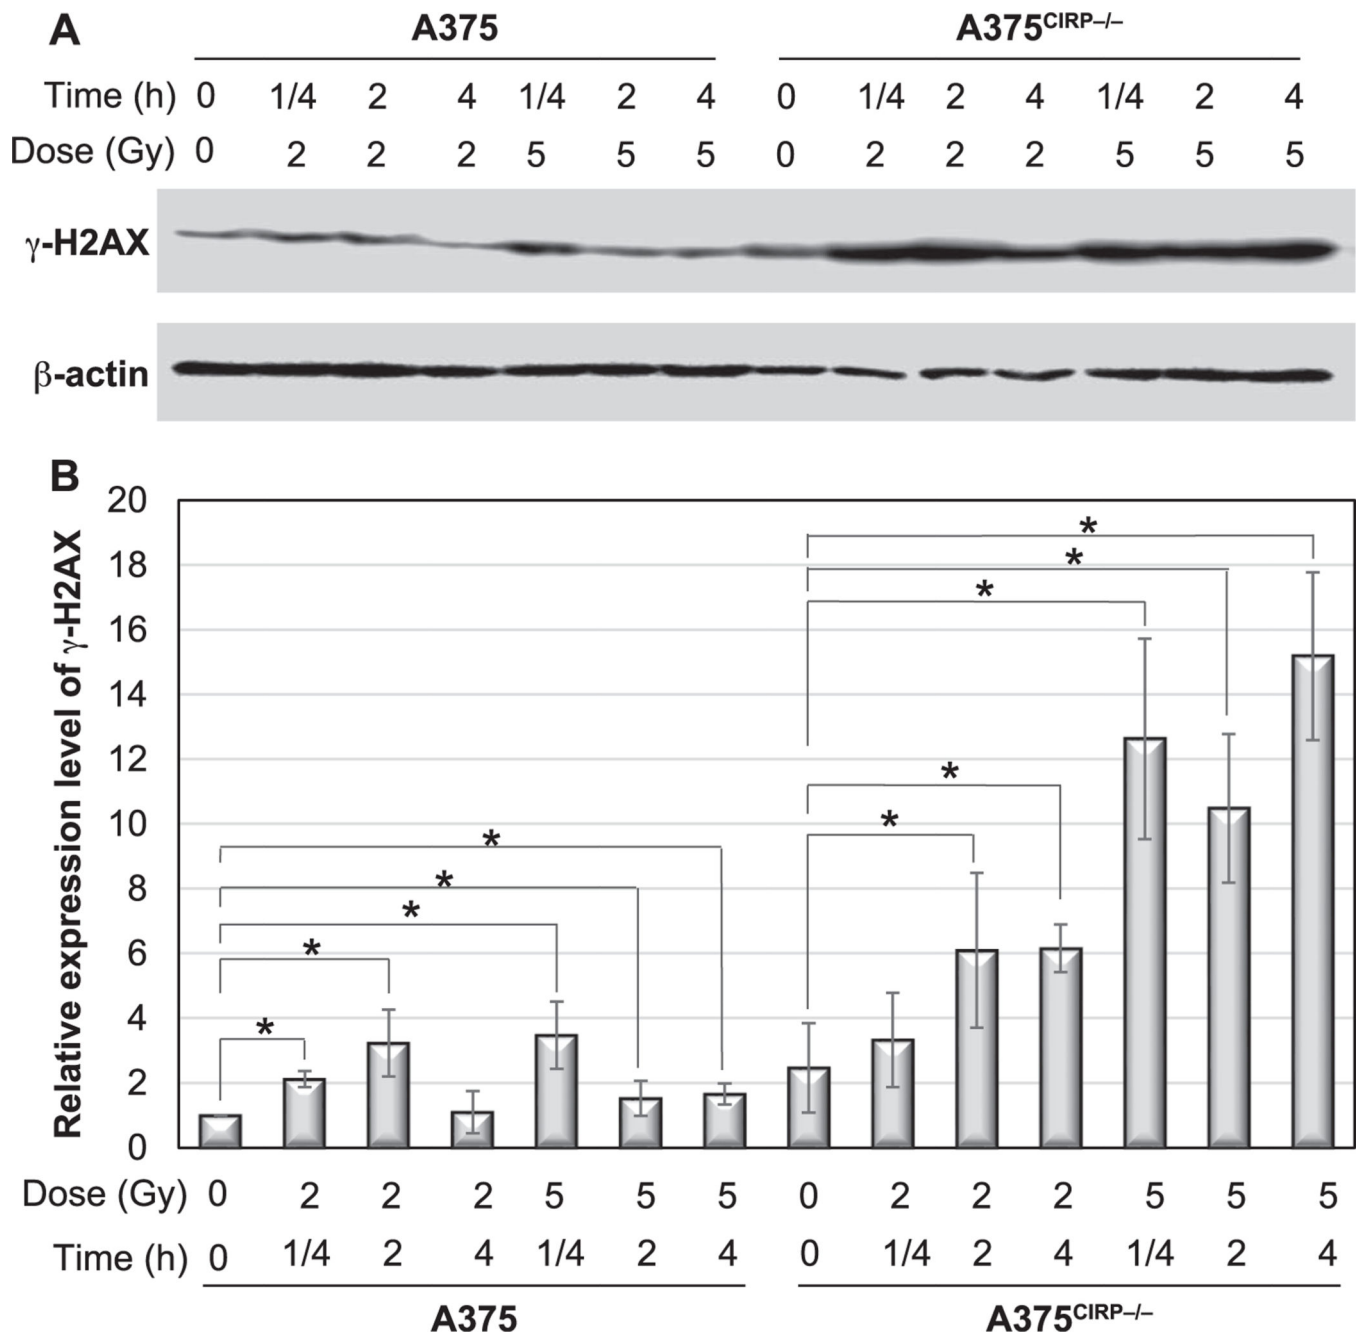 A
A375 A375CIRP–/–
Time (h) 0 1/4 2 4 1/4 2 4 0 1/4 2 4 1/4 2 4
Dose (Gy) 0 2 2 2 5 5 5 0 2 2 2 5 5 5
γ-H2AX
β-actin
B
Relative expression level of γ-H2AX
20
18
16
14
12
10
8
6
4
2
0
* * * * * * * * * *
Dose (Gy) 0 2 2 2 5 5 5 0 2 2 2 5 5 5
Time (h) 0 1/4 2 4 1/4 2 4 0 1/4 2 4 1/4 2 4
A375 A375CIRP–/–